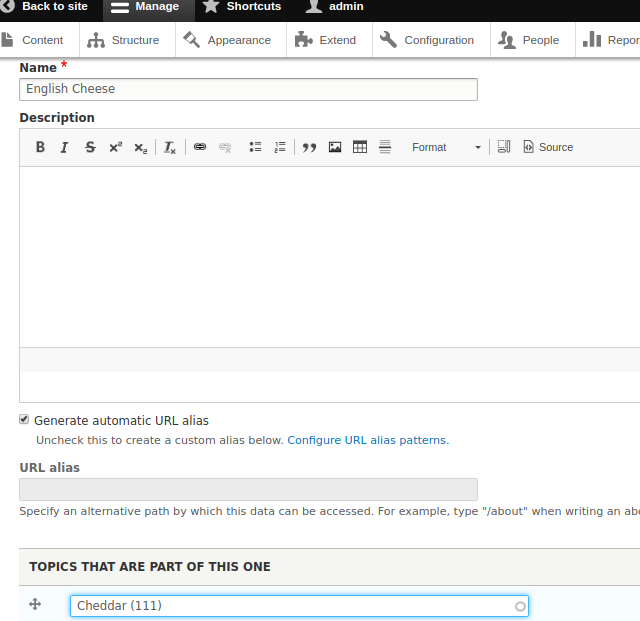 Back to site Manage Shortcuts admin
Content Structure Appearance Extend Configuration People
Name *
English Cheese
Description
B I S x² x₂ Tx Format Source
Generate automatic URL alias
Uncheck this to create a custom alias below. Configure URL alias patterns.
URL alias
Specify an alternative path by which this data can be accessed. For example, type "/about" when writing an
TOPICS THAT ARE PART OF THIS ONE
Cheddar (111)